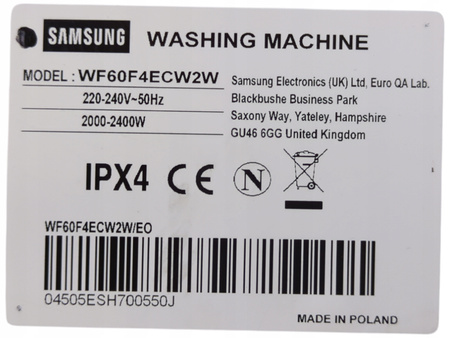 SAMSUNG WASHING MACHINE
MODEL : WF60F4ECW2W
220-240V~50Hz
2000-2400W
Samsung Electronics (UK) Ltd, Euro QA Lab.
Blackbushe Business Park
Saxony Way, Yateley, Hampshire
GU46 6GG United Kingdom
IPX4 CE N
WF60F4ECW2W/EO
04505ESH700550J
MADE IN POLAND